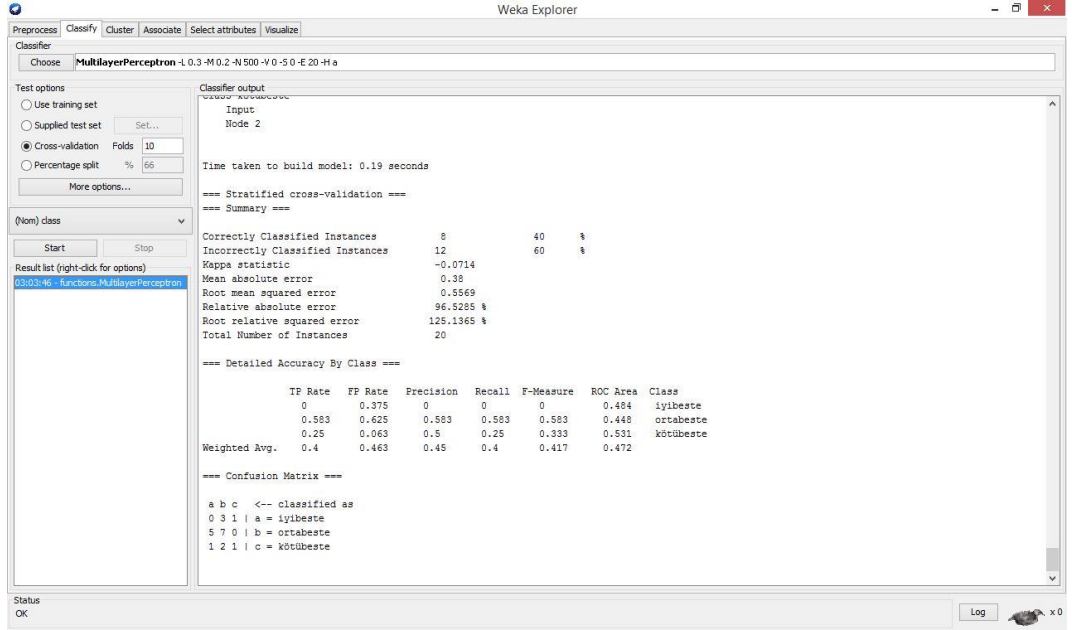 Weka Explorer
Preprocess Classify Cluster Associate Select attributes Visualize
Classifier
Choose MultilayerPerceptron -L 0.3 -M 0.2 -N 500 -V 0 -S 0 -E 20 -H a
Test options
Use training set
Supplied test set Set...
Cross-validation Folds 10
Percentage split % 66
More options...
(Nom) class
Start Stop
Result list (right-click for options)
03:03:46 - functions.MultilayerPerceptron
Classifier output
Input
Node 2
Time taken to build model: 0.19 seconds
=== Stratified cross-validation ===
=== Summary ===
Correctly Classified Instances 8 40 %
Incorrectly Classified Instances 12 60 %
Kappa statistic -0.0714
Mean absolute error 0.38
Root mean squared error 0.5569
Relative absolute error 96.5285 %
Root relative squared error 125.1365 %
Total Number of Instances 20
=== Detailed Accuracy By Class ===
TP Rate FP Rate Precision Recall F-Measure ROC Area Class
0 0.375 0 0 0 0.484 iyibeste
0.583 0.625 0.583 0.583 0.583 0.448 ortabeste
0.25 0.063 0.5 0.25 0.333 0.531 kötübeste
Weighted Avg. 0.4 0.463 0.45 0.4 0.417 0.472
=== Confusion Matrix ===
a b c <-- classified as
0 3 1 | a = iyibeste
5 7 0 | b = ortabeste
1 2 1 | c = kötübeste
Status
OK
Log
x 0